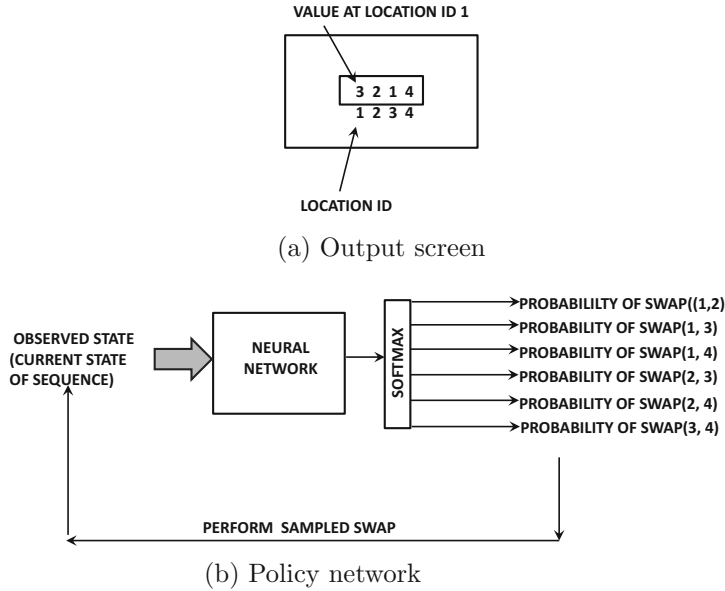 VALUE AT LOCATION ID 1
3 2 1 4
1 2 3 4
LOCATION ID
(a) Output screen
OBSERVED STATE
(CURRENT STATE
OF SEQUENCE)
NEURAL
NETWORK
SOFTMAX
PROBABILILTY OF SWAP((1,2)
PROBABILITY OF SWAP(1, 3)
PROBABILITY OF SWAP(1, 4)
PROBABILITY OF SWAP(2, 3)
PROBABILITY OF SWAP(2, 4)
PROBABILITY OF SWAP(3, 4)
PERFORM SAMPLED SWAP
(b) Policy network